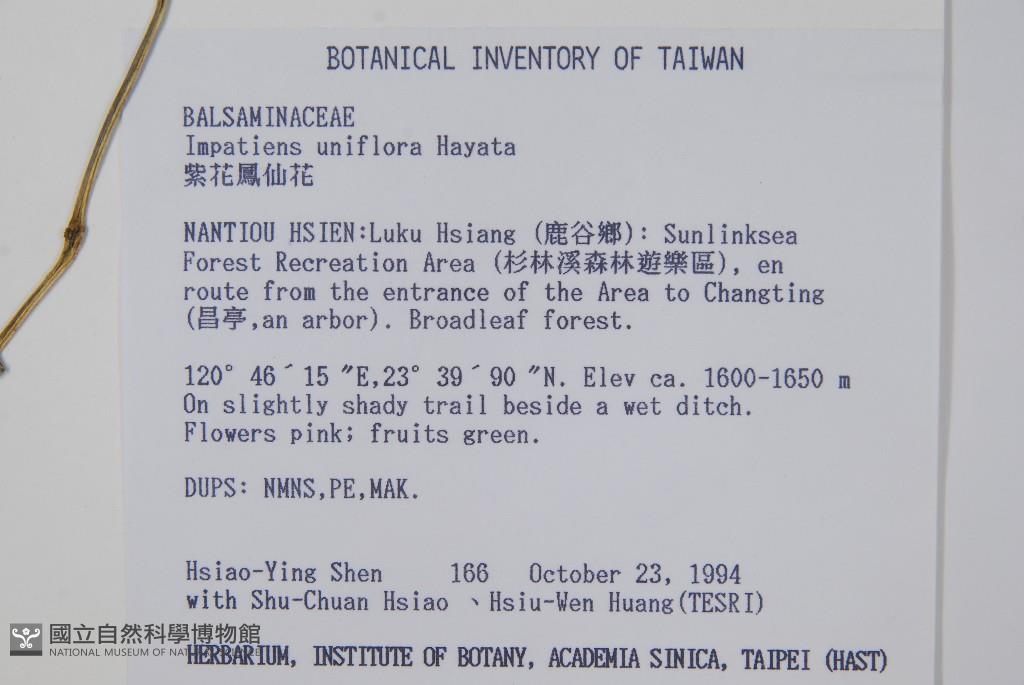 BOTANICAL INVENTORY OF TAIWAN
BALSAMINACEAE
Impatiens uniflora Hayata
紫花鳳仙花
NANTIOU HSIEN:Luku Hsiang (鹿谷鄉): Sunlinksea
Forest Recreation Area (杉林溪森林遊樂區), en
route from the entrance of the Area to Changting
(昌亭,an arbor). Broadleaf forest.
120° 46´15 ″E,23° 39´90 ″N. Elev ca. 1600-1650 m
On slightly shady trail beside a wet ditch.
Flowers pink; fruits green.
DUPS: NMNS,PE,MAK.
Hsiao-Ying Shen 166 October 23, 1994
with Shu-Chuan Hsiao、Hsiu-Wen Huang(TESRI)
國立自然科學博物館
NATIONAL MUSEUM OF NATURAL SCIENCE
HERBARIUM, INSTITUTE OF BOTANY, ACADEMIA SINICA, TAIPEI (HAST)